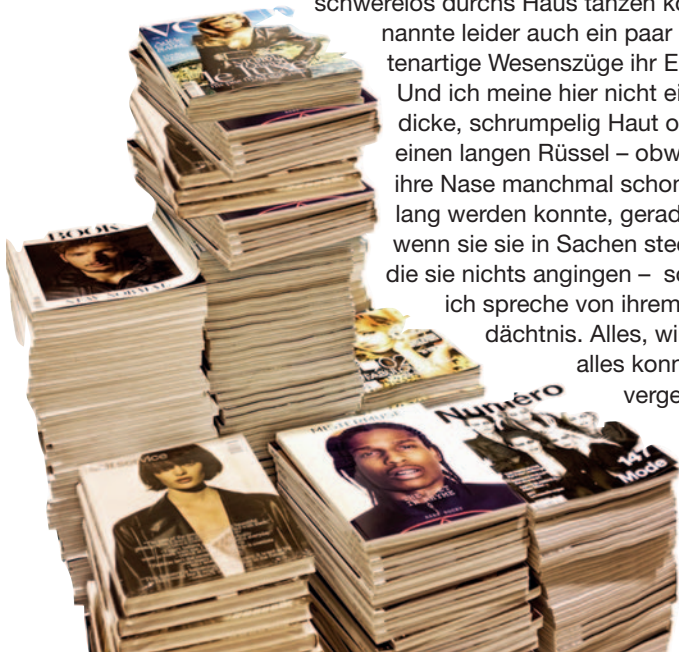 schwerelos durchs Haus tanzen ko
nannte leider auch ein paar
tenartige Wesenszüge ihr E
Und ich meine hier nicht ei
dicke, schrumpelig Haut o
einen langen Rüssel – obw
ihre Nase manchmal schon
lang werden konnte, gerad
wenn sie sie in Sachen stec
die sie nichts angingen – so
ich spreche von ihrem
dächtnis. Alles, wi
alles konn
verge
BOOK
Numéro
147
Mode
service